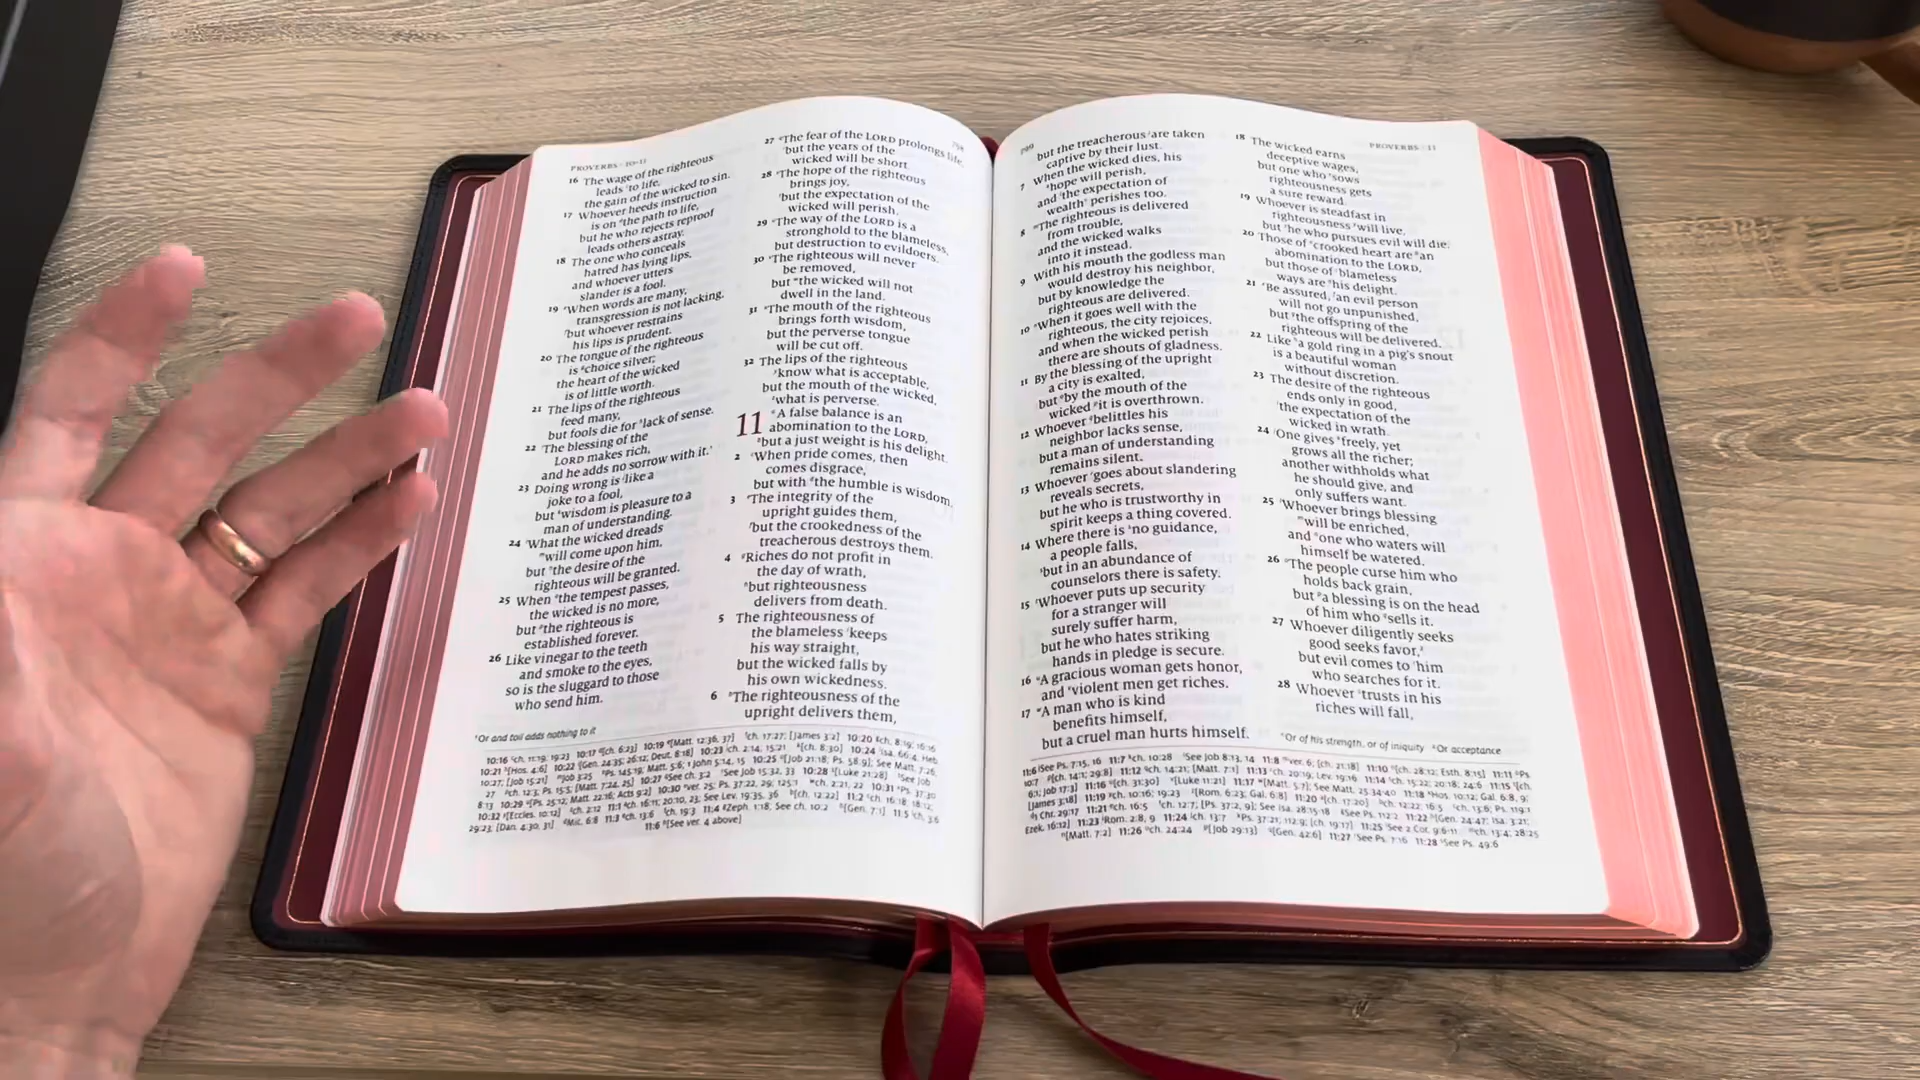 PROVERBS · 10–11
16 The wage of the righteous
leads to life,
the gain of the wicked to sin.
17 Whoever heeds instruction
is on the path to life,
but he who rejects reproof
leads others astray.
18 The one who conceals
hatred has lying lips,
and whoever utters
slander is a fool.
19 When words are many,
transgression is not lacking,
but whoever restrains
his lips is prudent.
20 The tongue of the righteous
is choice silver;
the heart of the wicked
is of little worth.
21 The lips of the righteous
feed many,
but fools die for lack of sense.
22 The blessing of the
LORD makes rich,
and he adds no sorrow with it.
23 Doing wrong is like a
joke to a fool,
but wisdom is pleasure to a
man of understanding.
24 What the wicked dreads
will come upon him,
but the desire of the
righteous will be granted.
25 When the tempest passes,
the wicked is no more,
but the righteous is
established forever.
26 Like vinegar to the teeth
and smoke to the eyes,
so is the sluggard to those
who send him.
27 The fear of the LORD prolongs life,
but the years of the
wicked will be short.
28 The hope of the righteous
brings joy,
but the expectation of the
wicked will perish.
29 The way of the LORD is a
stronghold to the blameless,
but destruction to evildoers.
30 The righteous will never
be removed,
but the wicked will not
dwell in the land.
31 The mouth of the righteous
brings forth wisdom,
but the perverse tongue
will be cut off.
32 The lips of the righteous
know what is acceptable,
but the mouth of the wicked,
what is perverse.
11 A false balance is an
abomination to the LORD,
but a just weight is his delight.
2 When pride comes, then
comes disgrace,
but with the humble is wisdom.
3 The integrity of the
upright guides them,
but the crookedness of the
treacherous destroys them.
4 Riches do not profit in
the day of wrath,
but righteousness
delivers from death.
5 The righteousness of
the blameless keeps
his way straight,
but the wicked falls by
his own wickedness.
6 The righteousness of the
upright delivers them,
Or and toil adds nothing to it
PROVERBS · 11
but the treacherous are taken
captive by their lust.
7 When the wicked dies, his
hope will perish,
and the expectation of
wealth perishes too.
8 The righteous is delivered
from trouble,
and the wicked walks
into it instead.
9 With his mouth the godless man
would destroy his neighbor,
but by knowledge the
righteous are delivered.
10 When it goes well with the
righteous, the city rejoices,
and when the wicked perish
there are shouts of gladness.
11 By the blessing of the upright
a city is exalted,
but by the mouth of the
wicked it is overthrown.
12 Whoever belittles his
neighbor lacks sense,
but a man of understanding
remains silent.
13 Whoever goes about slandering
reveals secrets,
but he who is trustworthy in
spirit keeps a thing covered.
14 Where there is no guidance,
a people falls,
but in an abundance of
counselors there is safety.
15 Whoever puts up security
for a stranger will
surely suffer harm,
but he who hates striking
hands in pledge is secure.
16 A gracious woman gets honor,
and violent men get riches.
17 A man who is kind
benefits himself,
but a cruel man hurts himself.
18 The wicked earns
deceptive wages,
but one who sows
righteousness gets
a sure reward.
19 Whoever is steadfast in
righteousness will live,
but he who pursues evil will die.
20 Those of crooked heart are an
abomination to the LORD,
but those of blameless
ways are his delight.
21 Be assured, an evil person
will not go unpunished,
but the offspring of the
righteous will be delivered.
22 Like a gold ring in a pig's snout
is a beautiful woman
without discretion.
23 The desire of the righteous
ends only in good,
the expectation of the
wicked in wrath.
24 One gives freely, yet
grows all the richer;
another withholds what
he should give, and
only suffers want.
25 Whoever brings blessing
will be enriched,
and one who waters will
himself be watered.
26 The people curse him who
holds back grain,
but a blessing is on the head
of him who sells it.
27 Whoever diligently seeks
good seeks favor,
but evil comes to him
who searches for it.
28 Whoever trusts in his
riches will fall,
Or of his strength, or of iniquity Or acceptance